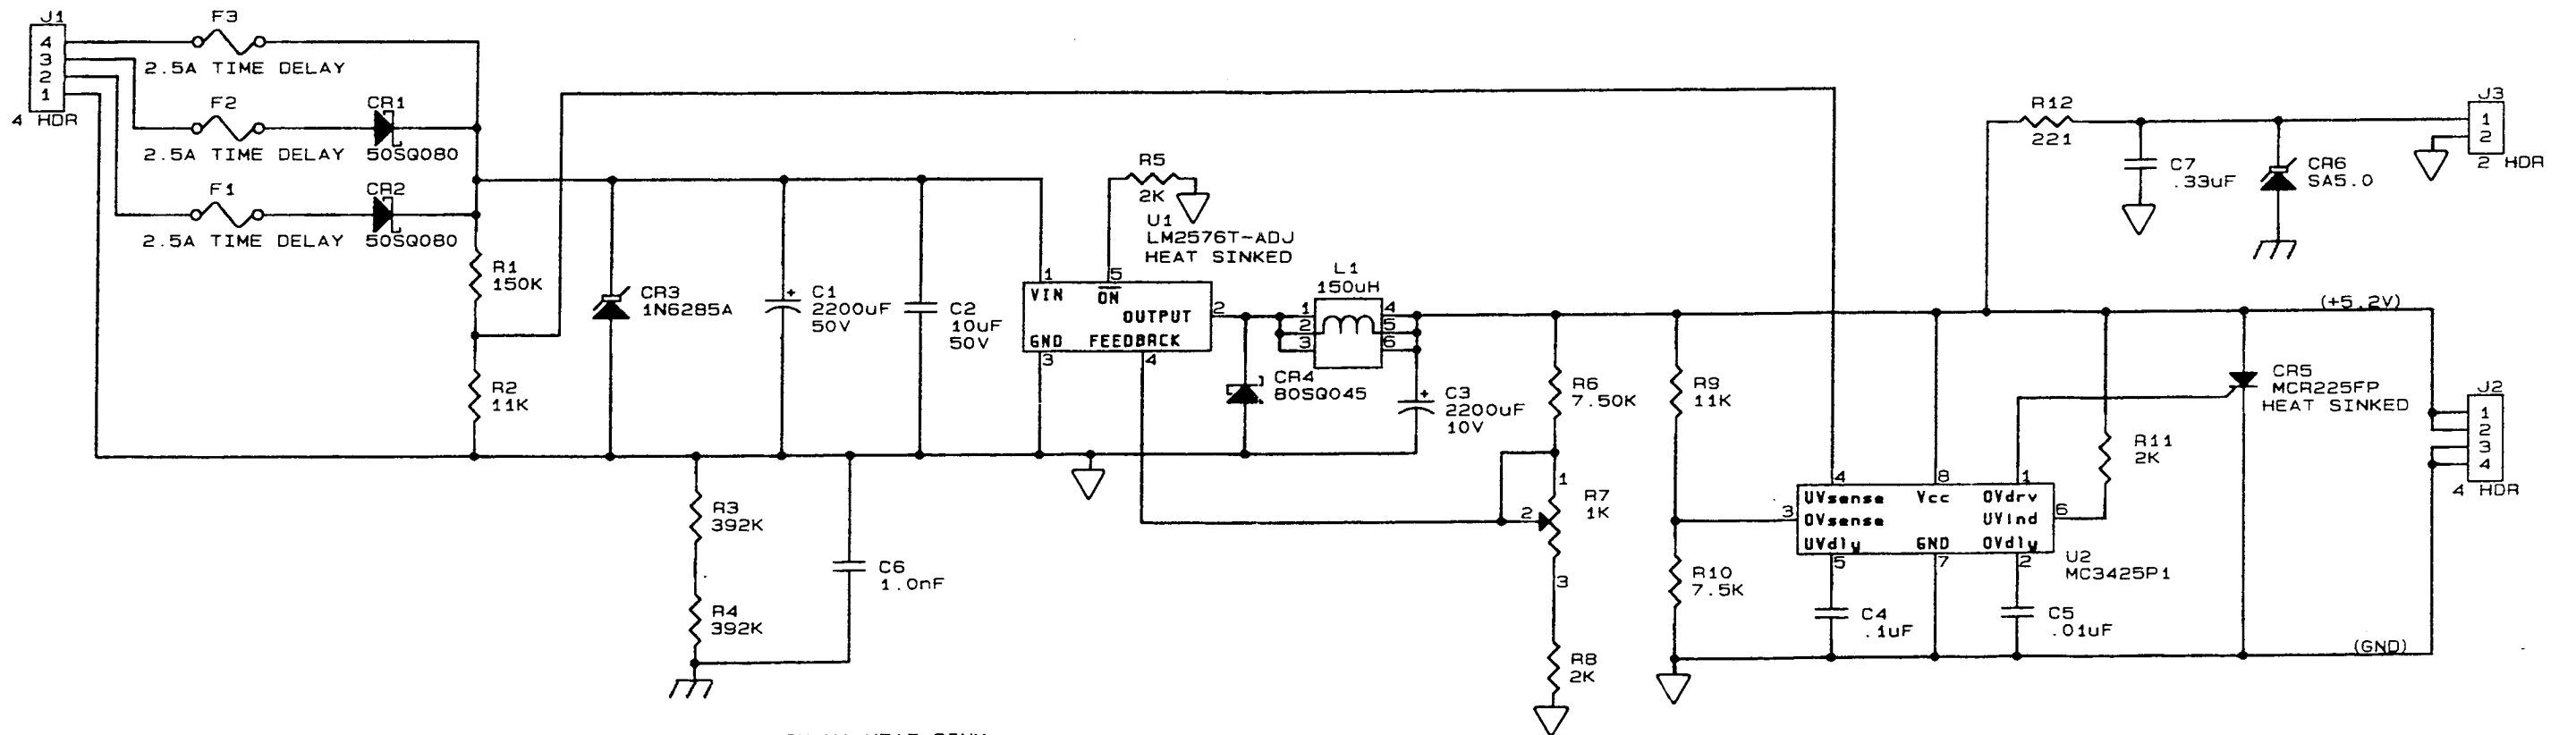 J1
4
3
2
1
4 HDR
F3
2.5A TIME DELAY
F2
2.5A TIME DELAY
F1
2.5A TIME DELAY
CR1
50SQ080
CR2
50SQ080
R1
150K
R2
11K
CR3
1N6285A
C1
+
2200uF
50V
C2
10uF
50V
R3
392K
R4
392K
C6
1.0nF
R5
2K
U1
LM2576T-ADJ
HEAT SINKED
1
5
VIN
ON
OUTPUT
2
GND
FEEDBACK
3
4
CR4
80SQ045
L1
150uH
1
2
3
4
5
6
C3
+
2200uF
10V
R6
7.50K
1
2
3
R7
1K
R8
2K
R9
11K
R10
7.5K
4
8
1
UVsense
Vcc
OVdrv
3
OVsense
UVind
6
UVdly
GND
OVdly
5
7
2
U2
MC3425P1
C4
.1uF
C5
.01uF
R11
2K
CR5
MCR225FP
HEAT SINKED
R12
221
C7
.33uF
CR6
SA5.0
J3
1
2
2 HDR
(+5.2V)
J2
1
2
3
4
4 HDR
(GND)
HEAT SINK